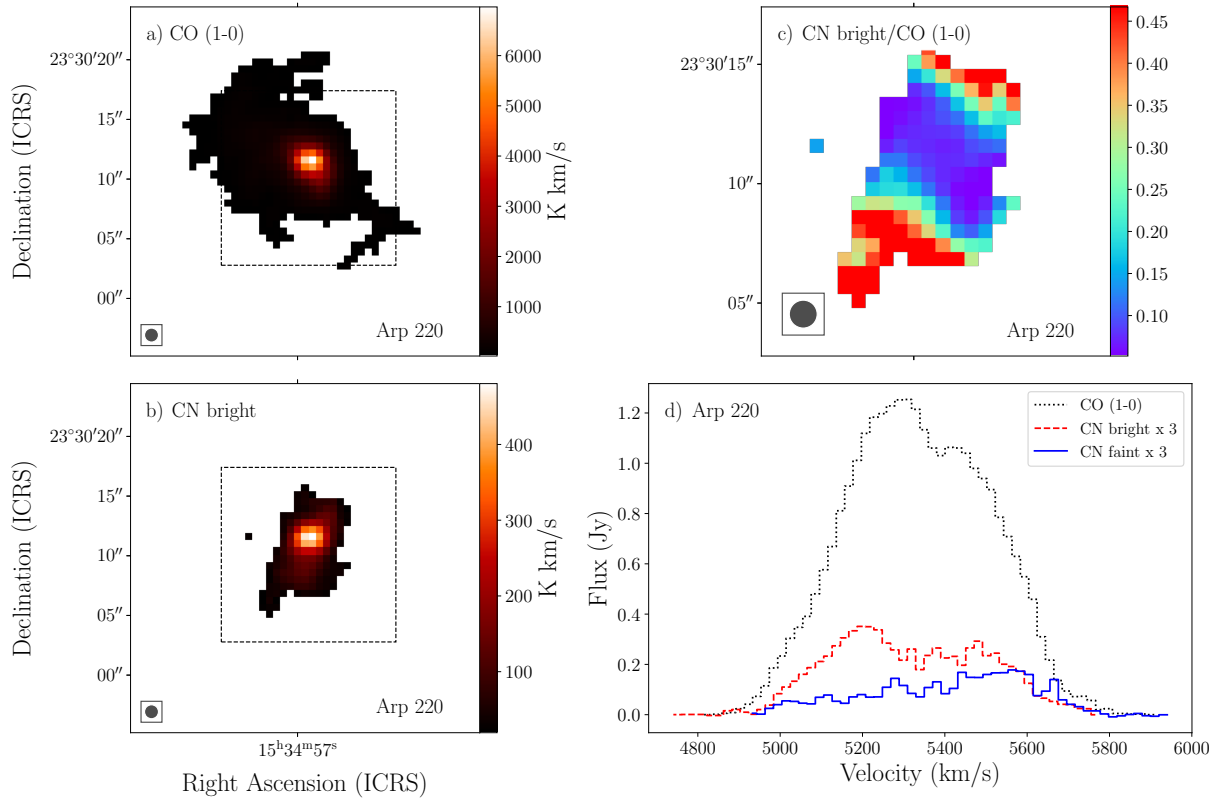 a) CO (1-0)
23°30′20″
15″
10″
05″
00″
Declination (ICRS)
Arp 220
6000
5000
4000
3000
2000
1000
K km/s
c) CN bright/CO (1-0)
23°30′15″
10″
05″
Arp 220
0.45
0.40
0.35
0.30
0.25
0.20
0.15
0.10
b) CN bright
23°30′20″
15″
10″
05″
00″
Declination (ICRS)
Arp 220
15ʰ34ᵐ57ˢ
Right Ascension (ICRS)
400
300
200
100
K km/s
d) Arp 220
CO (1-0)
CN bright x 3
CN faint x 3
1.2
1.0
0.8
0.6
0.4
0.2
0.0
Flux (Jy)
4800 5000 5200 5400 5600 5800 6000
Velocity (km/s)